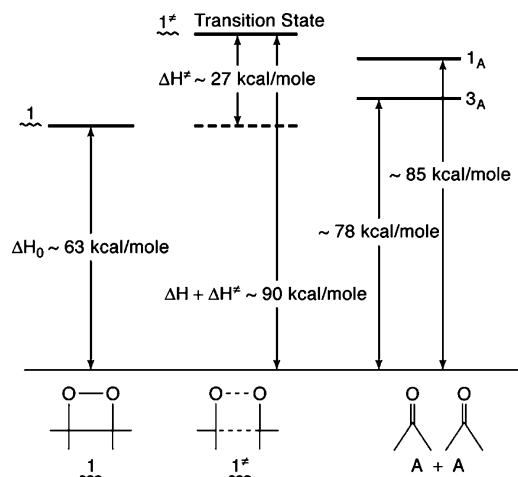 1≠ Transition State
ΔH≠ ~ 27 kcal/mole
1A
1
3A
~ 85 kcal/mole
ΔH0 ~ 63 kcal/mole
~ 78 kcal/mole
ΔH + ΔH≠ ~ 90 kcal/mole
O O O O O O
1 1≠ A + A